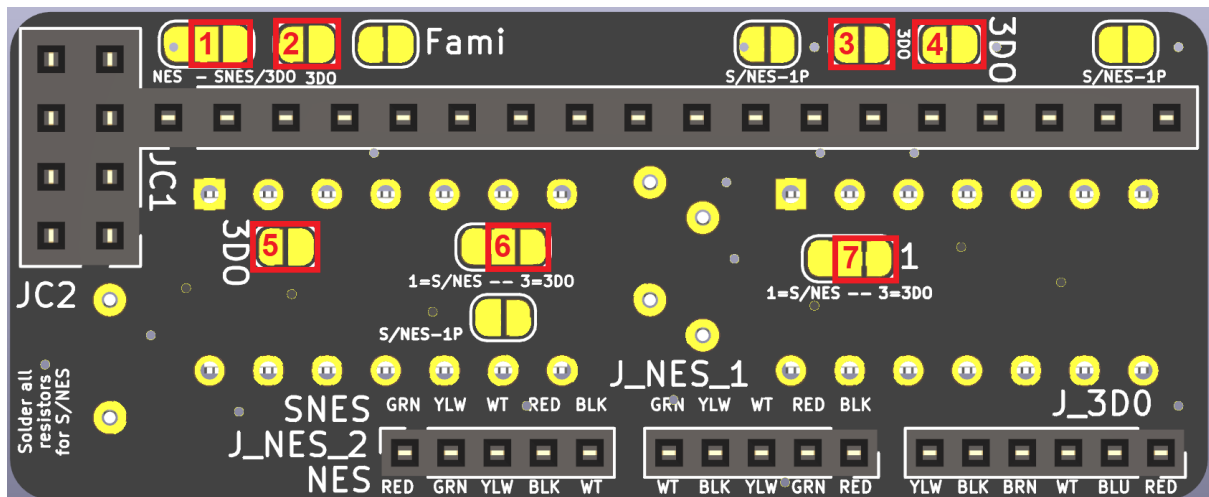 1 2 Fami 3 3DO 4 3DO
NES - SNES/3DO 3DO S/NES-1P S/NES-1P
JC1
3DO 5 6 7 1
1=S/NES -- 3=3DO 1=S/NES -- 3=3DO
JC2
S/NES-1P
Solder all
resistors
for S/NES
J_NES_1
SNES GRN YLW WT RED BLK GRN YLW WT RED BLK J_3DO
J_NES_2
NES RED GRN YLW BLK WT WT BLK YLW GRN RED YLW BLK BRN WT BLU RED